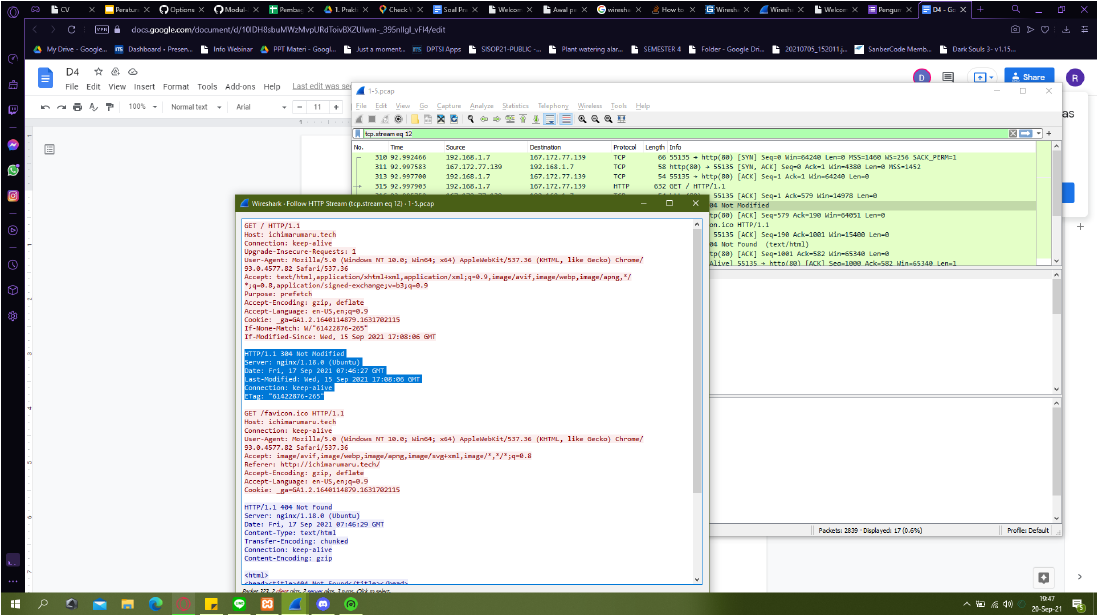 CV
Peratur
Options
Modul-
Pembag
1. Prakt
Check V
Soal Pre
Welcom
Awal pe
wiresha
How to
Wiresh
Wiresh
Welcom
Pengun
D4 - Go
VPN
docs.google.com/document/d/10lDH8sbuMWzMvpURdToivBXZUIwrm-_395nIlgI_vFI4/edit
My Drive - Google...
Dashboard • Presen...
Info Webinar
PPT Materi - Googl...
Just a moment...
DPTSI Apps
SISOP21-PUBLIC -...
Plant watering alar...
SEMESTER 4
Folder - Google Dri...
20210705_152011.j...
SanberCode Memb...
Dark Souls 3- v1.15...
D4
File Edit View Insert Format Tools Add-ons Help Last edit was se
Share
100%
Normal text
Arial
11
1-5.pcap
File Edit View Go Capture Analyze Statistics Telephony Wireless Tools Help
tcp.stream eq 12
No. Time Source Destination Protocol Length Info
310 92.992466 192.168.1.7 167.172.77.139 TCP 66 55135 → http(80) [SYN] Seq=0 Win=64240 Len=0 MSS=1460 WS=256 SACK_PERM=1
311 92.997583 167.172.77.139 192.168.1.7 TCP 58 http(80) → 55135 [SYN, ACK] Seq=0 Ack=1 Win=4380 Len=0 MSS=1452
313 92.997700 192.168.1.7 167.172.77.139 TCP 54 55135 → http(80) [ACK] Seq=1 Ack=1 Win=64240 Len=0
315 92.997903 192.168.1.7 167.172.77.139 HTTP 632 GET / HTTP/1.1
55135 [ACK] Seq=1 Ack=579 Win=14978 Len=0
04 Not Modified
tp(80) [ACK] Seq=579 Ack=190 Win=64051 Len=0
con.ico HTTP/1.1
55135 [ACK] Seq=190 Ack=1001 Win=15400 Len=0
04 Not Found (text/html)
tp(80) [ACK] Seq=1001 Ack=582 Win=65340 Len=0
Alive] 55135 → http(80) [ACK] Seq=1000 Ack=582 Win=65340 Len=1
Wireshark · Follow HTTP Stream (tcp.stream eq 12) · 1-5.pcap
GET / HTTP/1.1
Host: ichimarumaru.tech
Connection: keep-alive
Upgrade-Insecure-Requests: 1
User-Agent: Mozilla/5.0 (Windows NT 10.0; Win64; x64) AppleWebKit/537.36 (KHTML, like Gecko) Chrome/
93.0.4577.82 Safari/537.36
Accept: text/html,application/xhtml+xml,application/xml;q=0.9,image/avif,image/webp,image/apng,*/
*;q=0.8,application/signed-exchange;v=b3;q=0.9
Purpose: prefetch
Accept-Encoding: gzip, deflate
Accept-Language: en-US,en;q=0.9
Cookie: _ga=GA1.2.1640114879.1631702115
If-None-Match: W/"61422876-265"
If-Modified-Since: Wed, 15 Sep 2021 17:08:06 GMT
HTTP/1.1 304 Not Modified
Server: nginx/1.18.0 (Ubuntu)
Date: Fri, 17 Sep 2021 07:46:27 GMT
Last-Modified: Wed, 15 Sep 2021 17:08:06 GMT
Connection: keep-alive
ETag: "61422876-265"
GET /favicon.ico HTTP/1.1
Host: ichimarumaru.tech
Connection: keep-alive
User-Agent: Mozilla/5.0 (Windows NT 10.0; Win64; x64) AppleWebKit/537.36 (KHTML, like Gecko) Chrome/
93.0.4577.82 Safari/537.36
Accept: image/avif,image/webp,image/apng,image/svg+xml,image/*,*/*;q=0.8
Referer: http://ichimarumaru.tech/
Accept-Encoding: gzip, deflate
Accept-Language: en-US,en;q=0.9
Cookie: _ga=GA1.2.1640114879.1631702115
HTTP/1.1 404 Not Found
Server: nginx/1.18.0 (Ubuntu)
Date: Fri, 17 Sep 2021 07:46:29 GMT
Content-Type: text/html
Transfer-Encoding: chunked
Connection: keep-alive
Content-Encoding: gzip
<html>
<head><title>404 Not Found</title></head>
Packets: 2839 · Displayed: 17 (0.6%)
Profile: Default
19:47
20-Sep-21